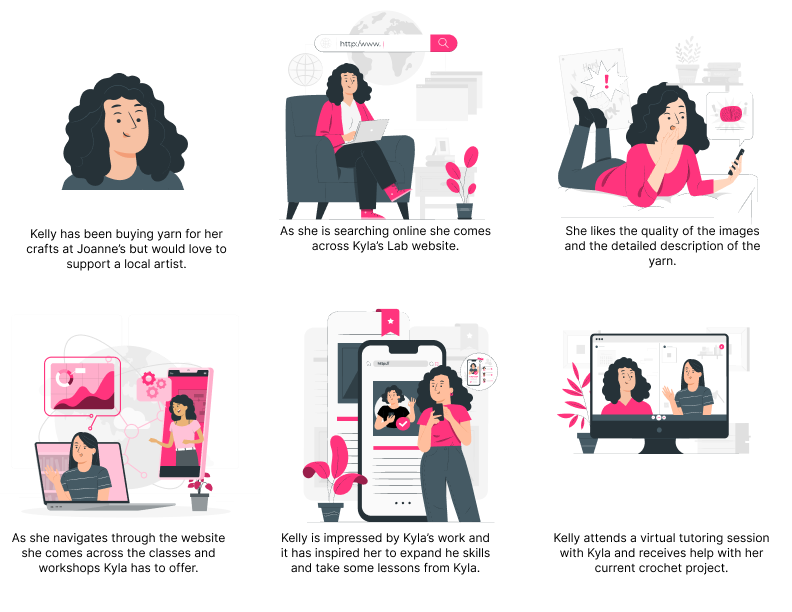 http:/www. |
Kelly has been buying yarn for her
crafts at Joanne's but would love to
support a local artist.
As she is searching online she comes
across Kyla's Lab website.
!
She likes the quality of the images
and the detailed description of the
yarn.
http://
As she navigates through the website
she comes across the classes and
workshops Kyla has to offer.
Kelly is impressed by Kyla's work and
it has inspired her to expand he skills
and take some lessons from Kyla.
Kelly attends a virtual tutoring session
with Kyla and receives help with her
current crochet project.